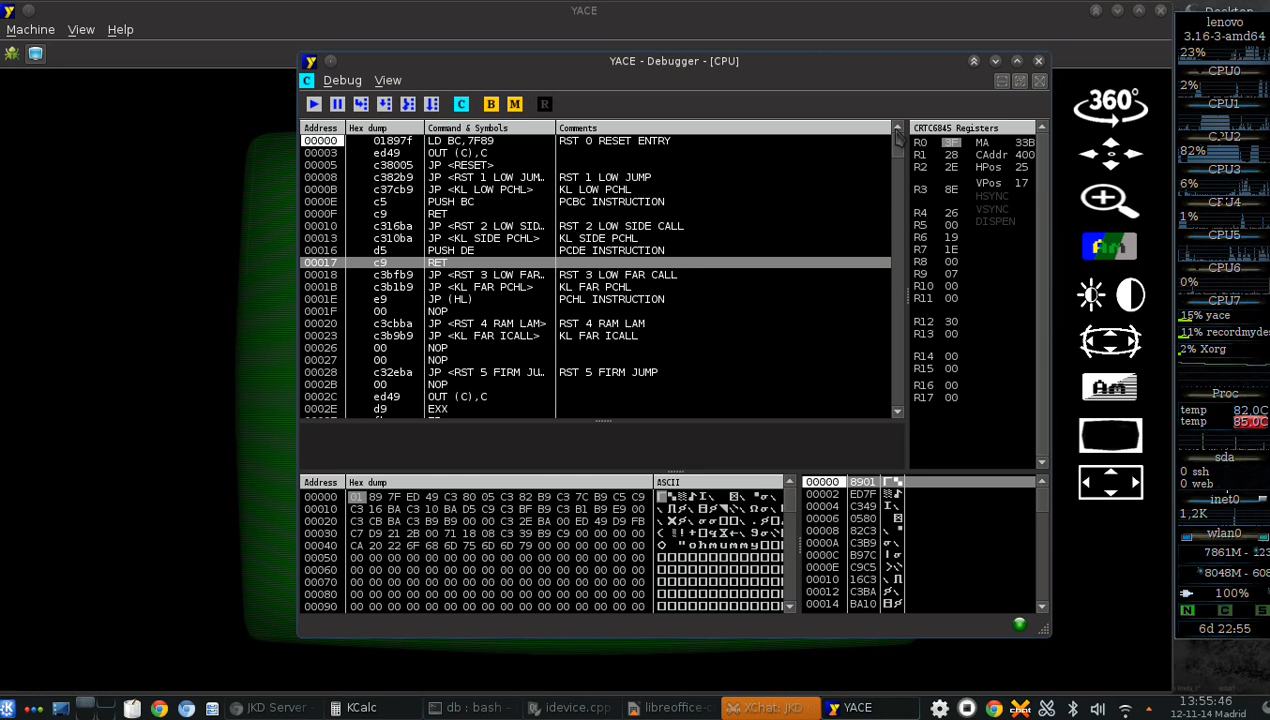 YACE
Machine View Help
YACE - Debugger - [CPU]
Debug View
C B M R
Address Hex dump Command & Symbols Comments
00000 01897f LD BC,7F89 RST 0 RESET ENTRY
00003 ed49 OUT (C),C
00005 c38005 JP <RESET>
00008 c382b9 JP <RST 1 LOW JUM.. RST 1 LOW JUMP
0000B c37cb9 JP <KL LOW PCHL> KL LOW PCHL
0000E c5 PUSH BC PCBC INSTRUCTION
0000F c9 RET
00010 c316ba JP <RST 2 LOW SID.. RST 2 LOW SIDE CALL
00013 c310ba JP <KL SIDE PCHL> KL SIDE PCHL
00016 d5 PUSH DE PCDE INSTRUCTION
00017 c9 RET
00018 c3bfb9 JP <RST 3 LOW FAR.. RST 3 LOW FAR CALL
0001B c3b1b9 JP <KL FAR PCHL> KL FAR PCHL
0001E e9 JP (HL) PCHL INSTRUCTION
0001F 00 NOP
00020 c3cbba JP <RST 4 RAM LAM> RST 4 RAM LAM
00023 c3b9b9 JP <KL FAR ICALL> KL FAR ICALL
00026 00 NOP
00027 00 NOP
00028 c32eba JP <RST 5 FIRM JU.. RST 5 FIRM JUMP
0002B 00 NOP
0002C ed49 OUT (C),C
0002E d9 EXX
CRTC6845 Registers
R0 3F MA 33B
R1 28 CAddr 400
R2 2E HPos 25
R3 8E VPos 17
HSYNC
VSYNC
DISPEN
R4 26
R5 00
R6 19
R7 1E
R8 00
R9 07
R10 00
R11 00
R12 30
R13 00
R14 00
R15 00
R16 00
R17 00
Address Hex dump ASCII
00000 01 89 7F ED 49 C3 80 05 C3 82 B9 C3 7C B9 C5 C9
00010 C3 16 BA C3 10 BA D5 C9 C3 BF B9 C3 B1 B9 E9 00
00020 C3 CB BA C3 B9 B9 00 00 C3 2E BA 00 ED 49 D9 FB
00030 C7 D9 21 2B 00 71 18 08 C3 39 B9 C9 00 00 00 00
00040 CA 20 22 6F 68 6D 75 6D 6D 79 00 00 00 00 00 00
00050 00 00 00 00 00 00 00 00 00 00 00 00 00 00 00 00
00060 00 00 00 00 00 00 00 00 00 00 00 00 00 00 00 00
00070 00 00 00 00 00 00 00 00 00 00 00 00 00 00 00 00
00080 00 00 00 00 00 00 00 00 00 00 00 00 00 00 00 00
00090 00 00 00 00 00 00 00 00 00 00 00 00 00 00 00 00
00000 8901
00002 ED7F
00004 C349
00006 0580
00008 82C3
0000A C3B9
0000C B97C
0000E C9C5
00010 16C3
00012 C3BA
00014 BA10
360°
Am
Am
Desktop
lenovo
3.16-3-amd64
23%
CPU0
2%
CPU1
CPU2
82%
CPU3
6%
CPU4
1%
CPU5
CPU6
0%
CPU7
15% yace
11% recordmydes
2% Xorg
Proc
temp 82,0C
temp 85,0C
sda
0 ssh
0 web
inet0
1,2K
wlan0
7861M - 123
8048M - 608
100%
N C S
6d 22:55
JKD Server KCalc db : bash idevice.cpp libreoffice-c XChat: JKD YACE
13:55:46
12-11-14 Madrid